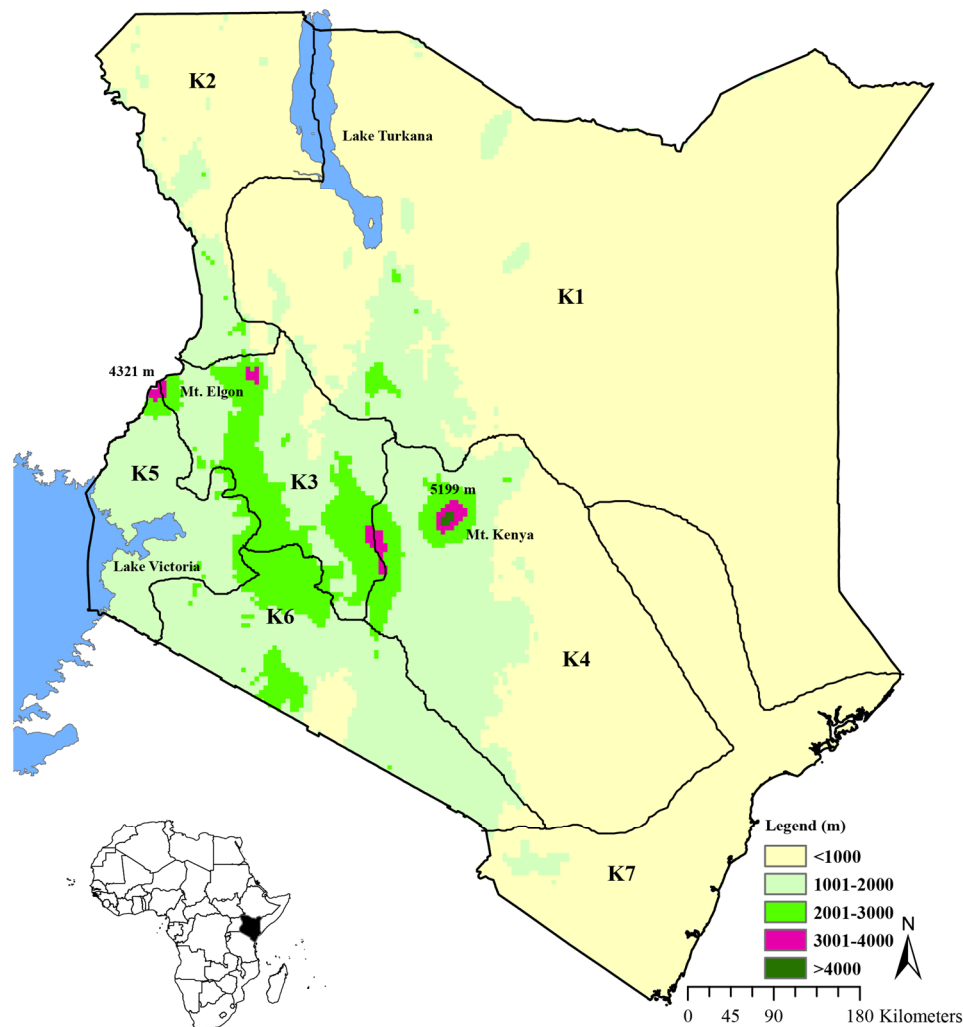 K2
Lake Turkana
K1
4321 m
Mt. Elgon
K5
K3
5199 m
Mt. Kenya
Lake Victoria
K6
K4
K7
Legend (m)
<1000
1001-2000
2001-3000
3001-4000
>4000
N
0 45 90 180 Kilometers